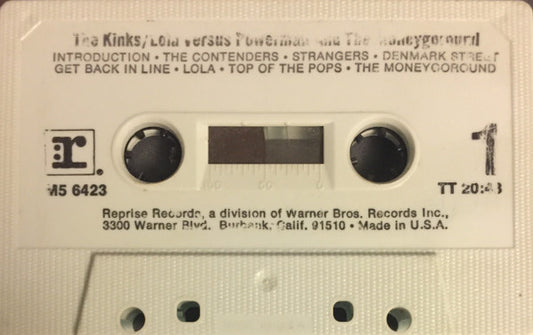 The Kinks/Lola Versus Powerman And The Moneygoround
INTRODUCTION • THE CONTENDERS • STRANGERS • DENMARK STREET
GET BACK IN LINE • LOLA • TOP OF THE POPS • THE MONEYGOROUND
r
1
M5 6423
TT 20:43
100 50 0
Reprise Records, a division of Warner Bros. Records Inc.,
3300 Warner Blvd. Burbank, Calif. 91510 • Made in U.S.A.